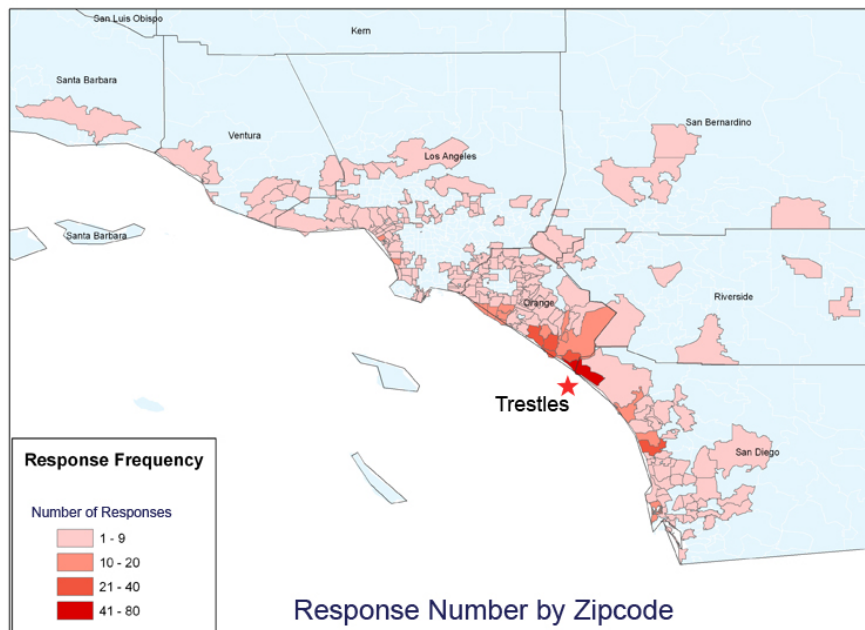 San Luis Obispo
Kern
Santa Barbara
San Bernardino
Ventura
Los Angeles
Santa Barbara
Riverside
Orange
Trestles
San Diego
Response Frequency
Number of Responses
1 - 9
10 - 20
21 - 40
41 - 80
Response Number by Zipcode